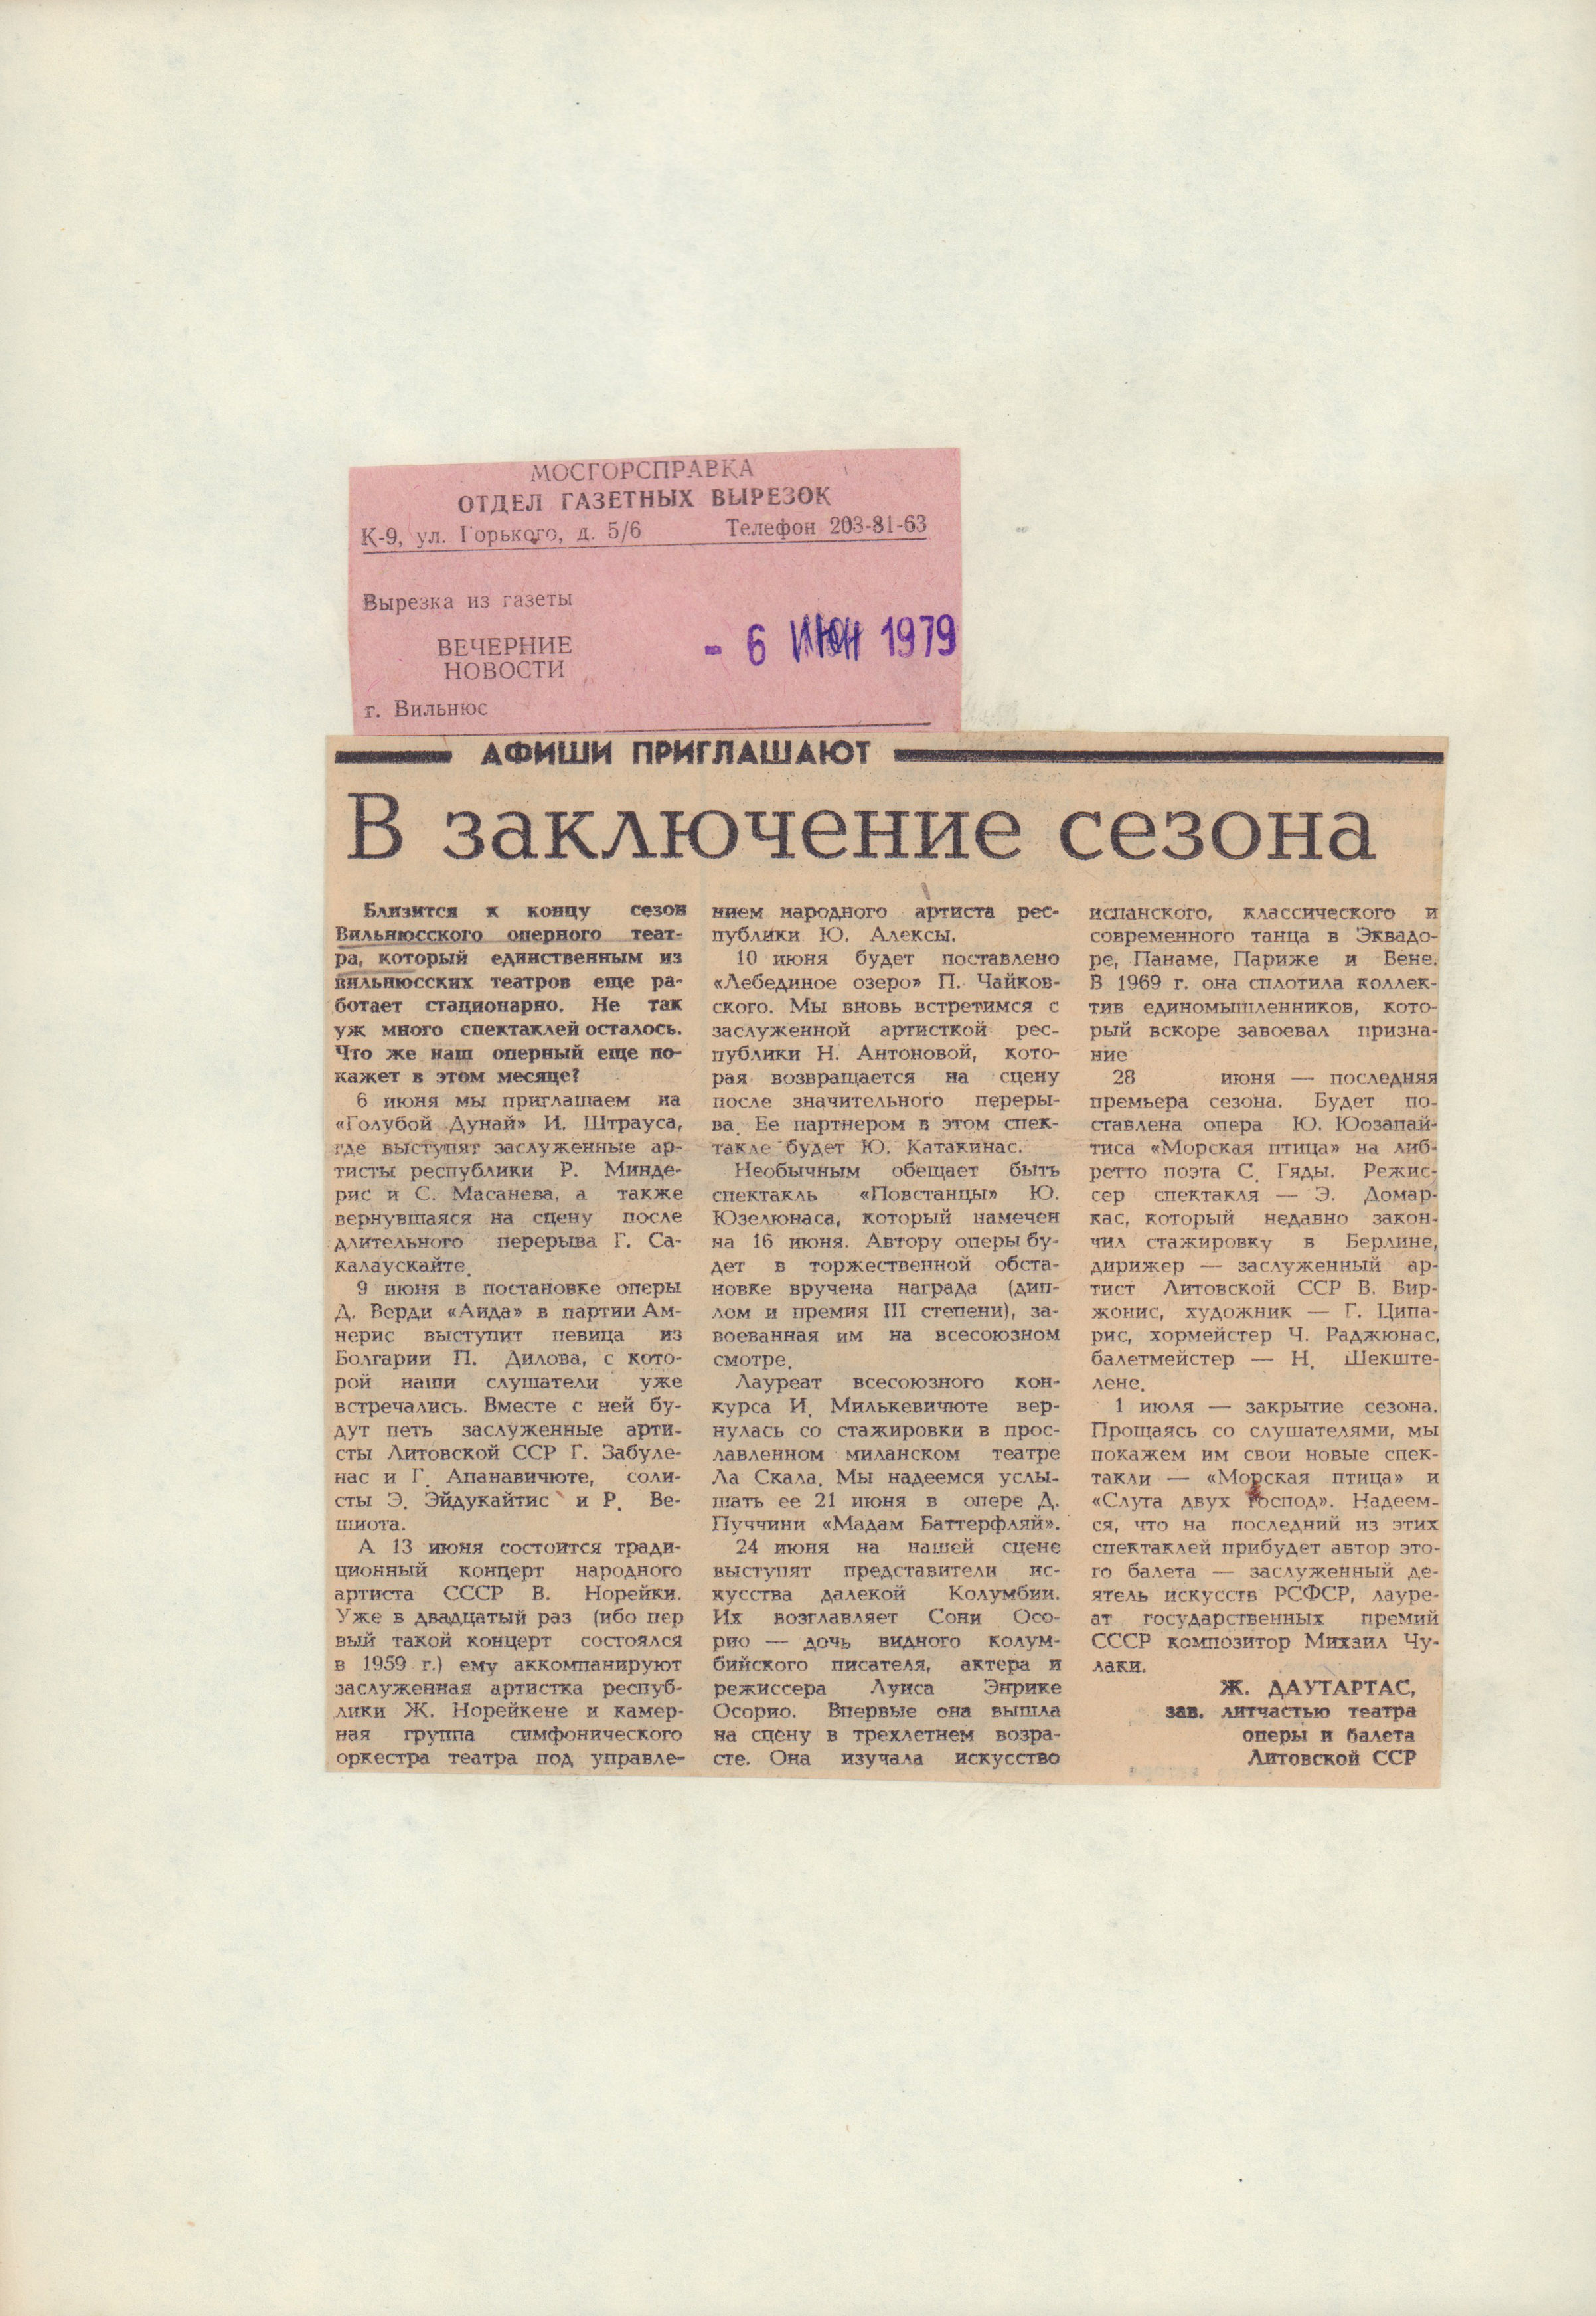 МОСГОРСПРАВКА
ОТДЕЛ ГАЗЕТНЫХ ВЫРЕЗОК
К-9, ул. Горького, д. 5/6 Телефон 203-81-63
Вырезка из газеты
ВЕЧЕРНИЕ
НОВОСТИ
- 6 ИЮН 1979
г. Вильнюс
АФИШИ ПРИГЛАШАЮТ
В заключение сезона
Близится к концу сезон
Вильнюсского оперного теат-
ра, который единственным из
вильнюсских театров еще ра-
ботает стационарно. Не так
уж много спектаклей осталось.
Что же наш оперный еще по-
кажет в этом месяце?
6 июня мы приглашаем на
«Голубой Дунай» И. Штрауса,
где выступят заслуженные ар-
тисты республики Р. Минде-
рис и С. Масанева, а также
вернувшаяся на сцену после
длительного перерыва Г. Са-
калаускайте.
9 июня в постановке оперы
Д. Верди «Аида» в партии Ам-
нерис выступит певица из
Болгарии П. Дилова, с кото-
рой наши слушатели уже
встречались. Вместе с ней бу-
дут петь заслуженные арти-
сты Литовской ССР Г. Забуле-
нас и Г. Апанавичюте, соли-
сты Э. Эйдукайтис и Р. Ве-
шиота.
А 13 июня состоится тради-
ционный концерт народного
артиста СССР В. Норейки.
Уже в двадцатый раз (ибо пер
вый такой концерт состоялся
в 1959 г.) ему аккомпанируют
заслуженная артистка респуб-
лики Ж. Норейкене и камер-
ная группа симфонического
оркестра театра под управле-
нием народного артиста рес-
публики Ю. Алексы.
10 июня будет поставлено
«Лебединое озеро» П. Чайков-
ского. Мы вновь встретимся с
заслуженной артисткой рес-
публики Н. Антоновой, кото-
рая возвращается на сцену
после значительного переры-
ва. Ее партнером в этом спек-
такле будет Ю. Катакинас.
Необычным обещает быть
спектакль «Повстанцы» Ю.
Юзелюнаса, который намечен
на 16 июня. Автору оперы бу-
дет в торжественной обста-
новке вручена награда (дип-
лом и премия III степени), за-
воеванная им на всесоюзном
смотре.
Лауреат всесоюзного кон-
курса И. Милькевичюте вер-
нулась со стажировки в прос-
лавленном миланском театре
Ла Скала. Мы надеемся услы-
шать ее 21 июня в опере Д.
Пуччини «Мадам Баттерфляй».
24 июня на нашей сцене
выступят представители ис-
кусства далекой Колумбии.
Их возглавляет Сони Осо-
рио — дочь видного колум-
бийского писателя, актера и
режиссера Луиса Энрике
Осорио. Впервые она вышла
на сцену в трехлетнем возра-
сте. Она изучала искусство
испанского, классического и
современного танца в Эквадо-
ре, Панаме, Париже и Вене.
В 1969 г. она сплотила коллек-
тив единомышленников, кото-
рый вскоре завоевал призна-
ние
28 июня — последняя
премьера сезона. Будет по-
ставлена опера Ю. Юозапай-
тиса «Морская птица» на либ-
ретто поэта С. Гяды. Режис-
сер спектакля — Э. Домар-
кас, который недавно закон-
чил стажировку в Берлине,
дирижер — заслуженный ар-
тист Литовской ССР В. Вир-
жонис, художник — Г. Ципа-
рис, хормейстер Ч. Раджюнас,
балетмейстер — Н. Шекште-
лене.
1 июля — закрытие сезона.
Прощаясь со слушателями, мы
покажем им свои новые спек-
такли — «Морская птица» и
«Слуга двух господ». Надеем-
ся, что на последний из этих
спектаклей прибудет автор это-
го балета — заслуженный де-
ятель искусств РСФСР, лауре-
ат государственных премий
СССР композитор Михаил Чу-
лаки.
Ж. ДАУТАРТАС,
зав. литчастью театра
оперы и балета
Литовской ССР